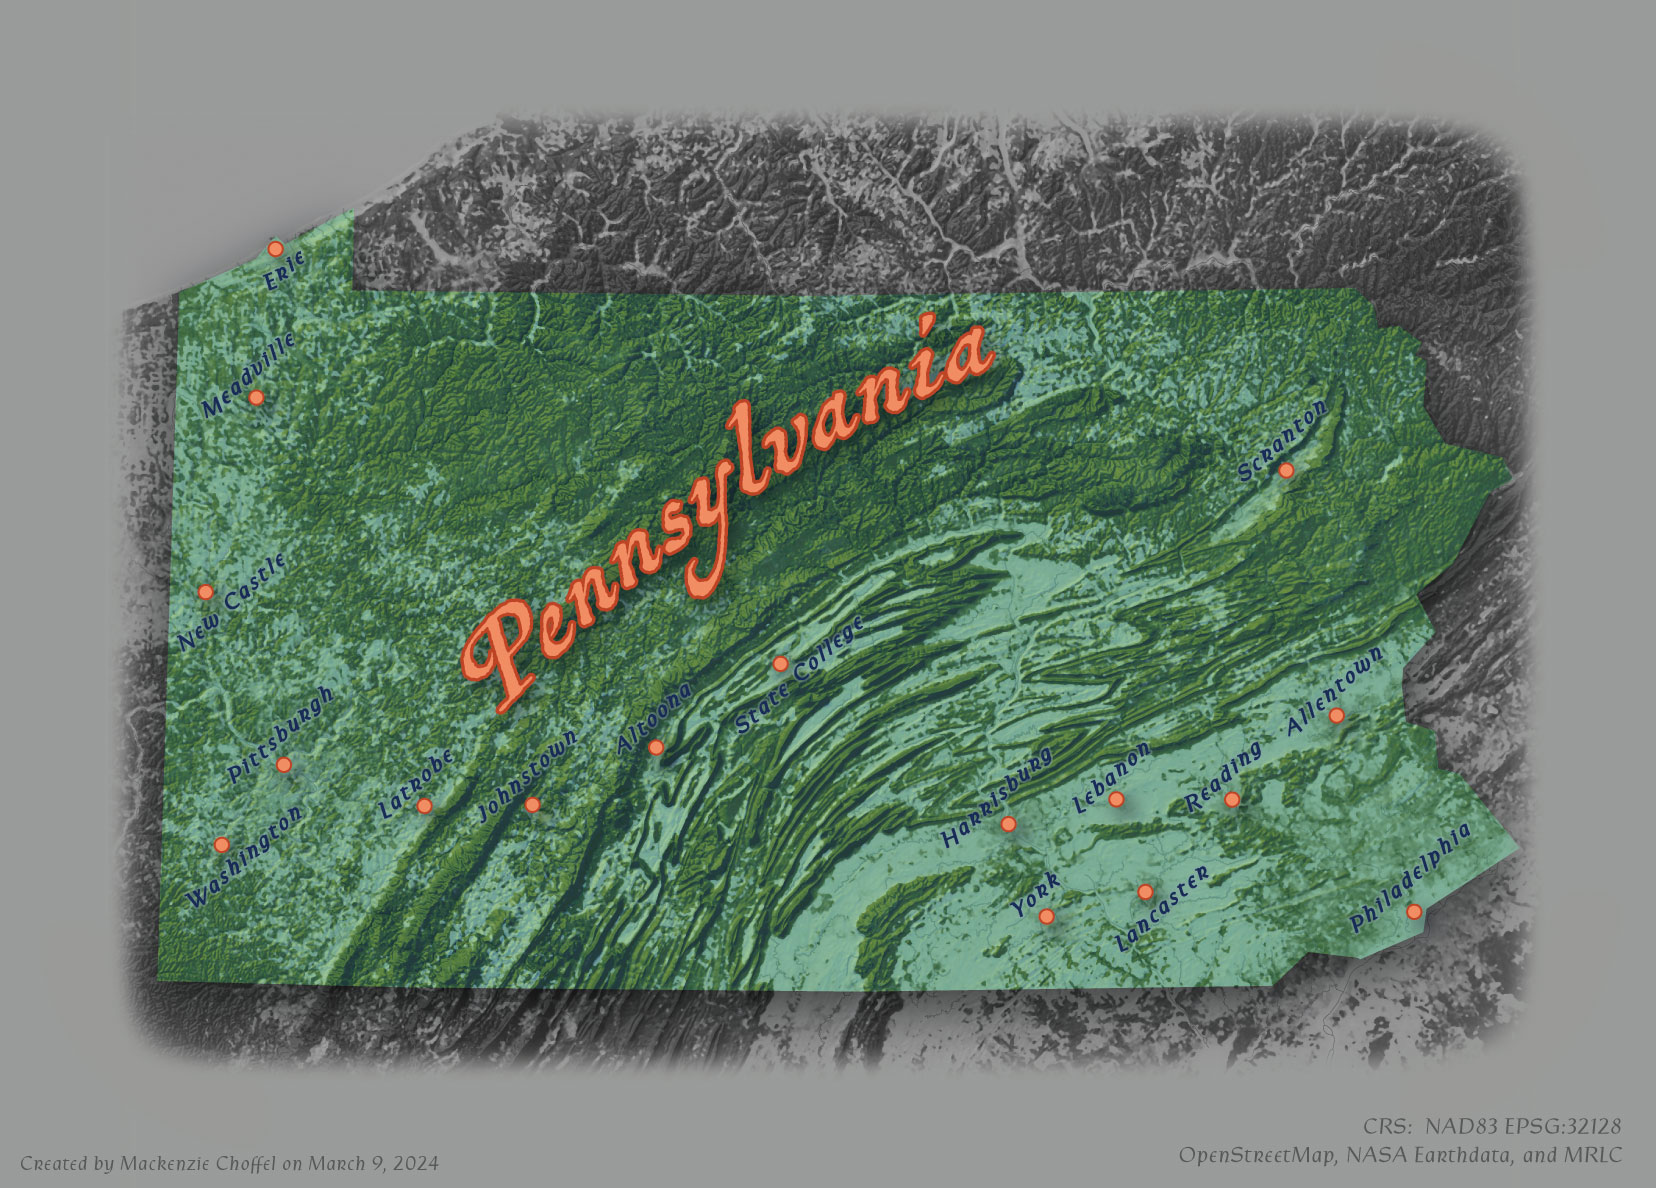 Erie
Meadville
Pennsylvania
Scranton
New Castle
State College
Allentown
Pittsburgh
Altoona
Latrobe
Johnstown
Harrisburg
Lebanon
Reading
Washington
York
Lancaster
Philadelphia
CRS: NAD83 EPSG:32128
OpenStreetMap, NASA Earthdata, and MRLC
Created by Mackenzie Choffel on March 9, 2024